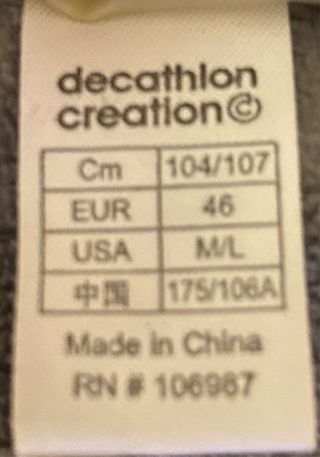 decathlon
creation©
Cm 104/107
EUR 46
USA M/L
中国 175/106A
Made in China
RN # 106987